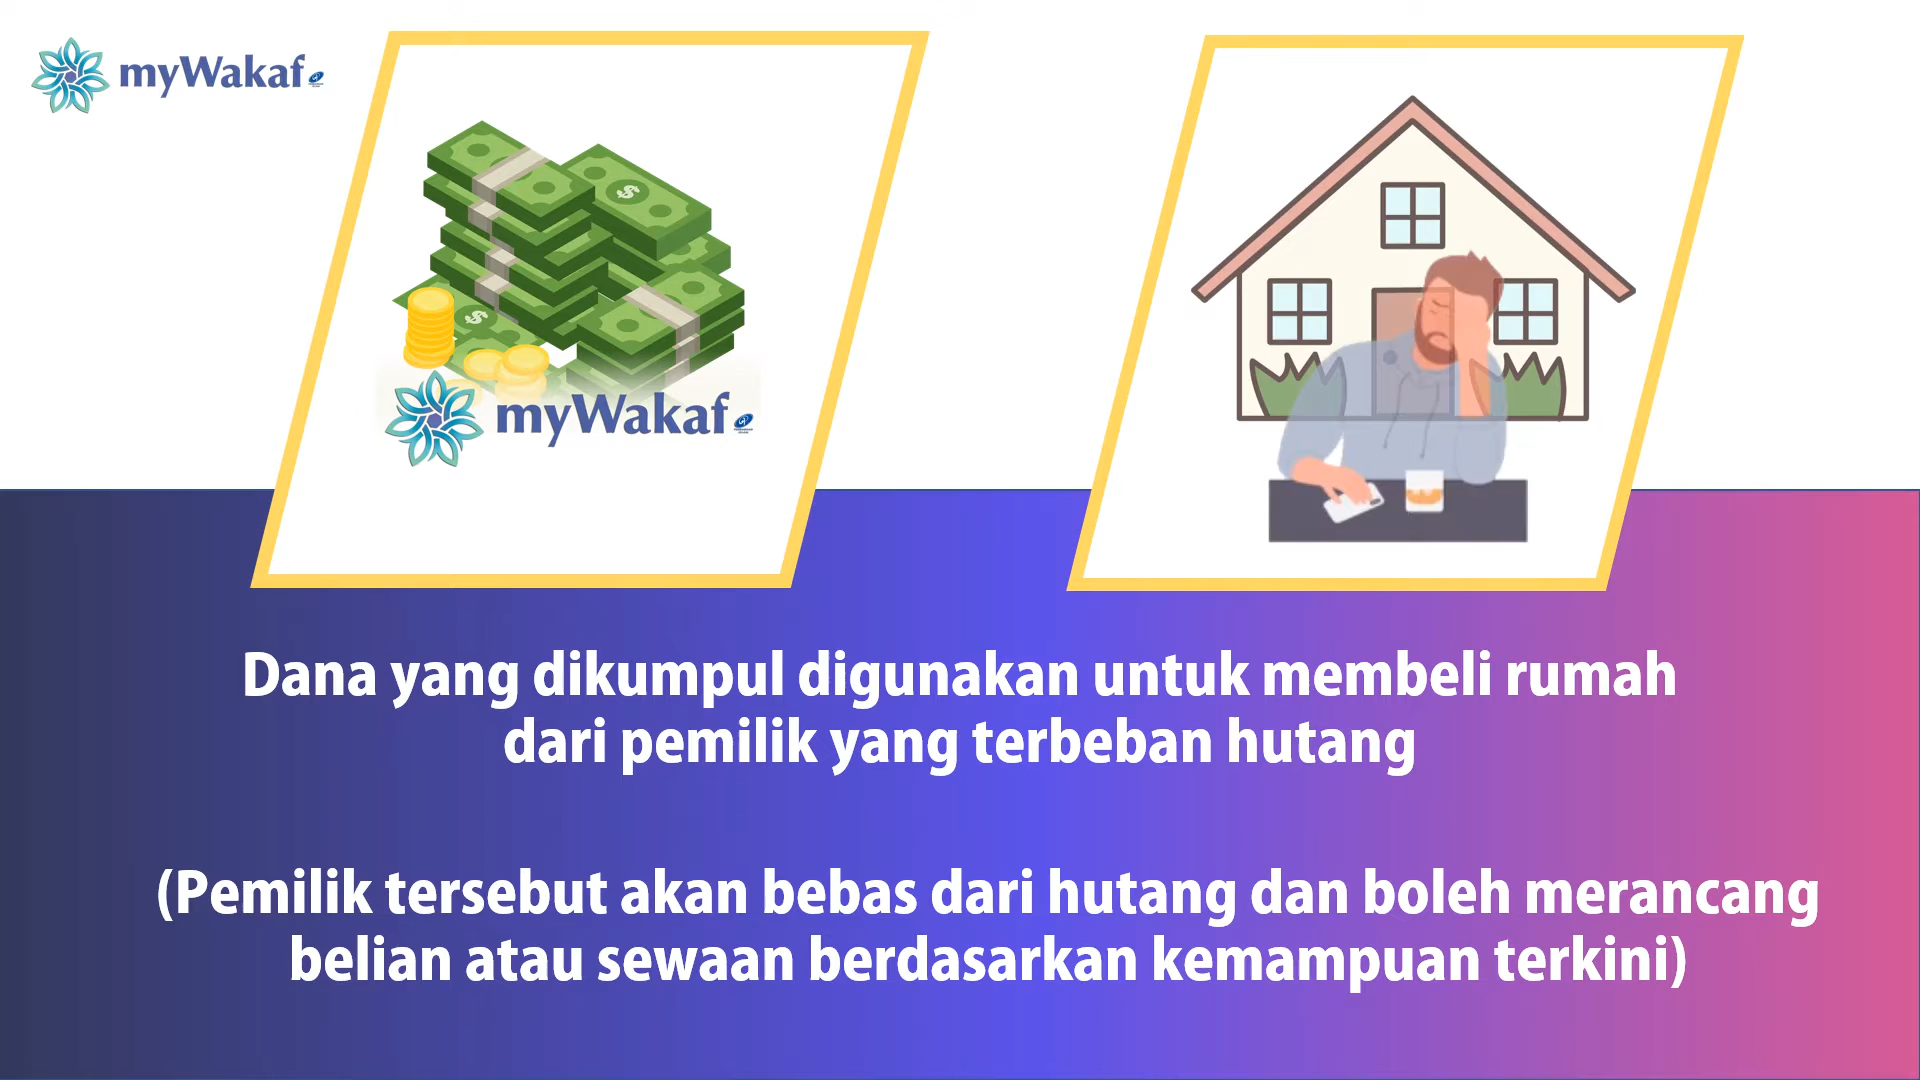 myWakaf
$
$
myWakaf
Dana yang dikumpul digunakan untuk membeli rumah
dari pemilik yang terbeban hutang
(Pemilik tersebut akan bebas dari hutang dan boleh merancang
belian atau sewaan berdasarkan kemampuan terkini)